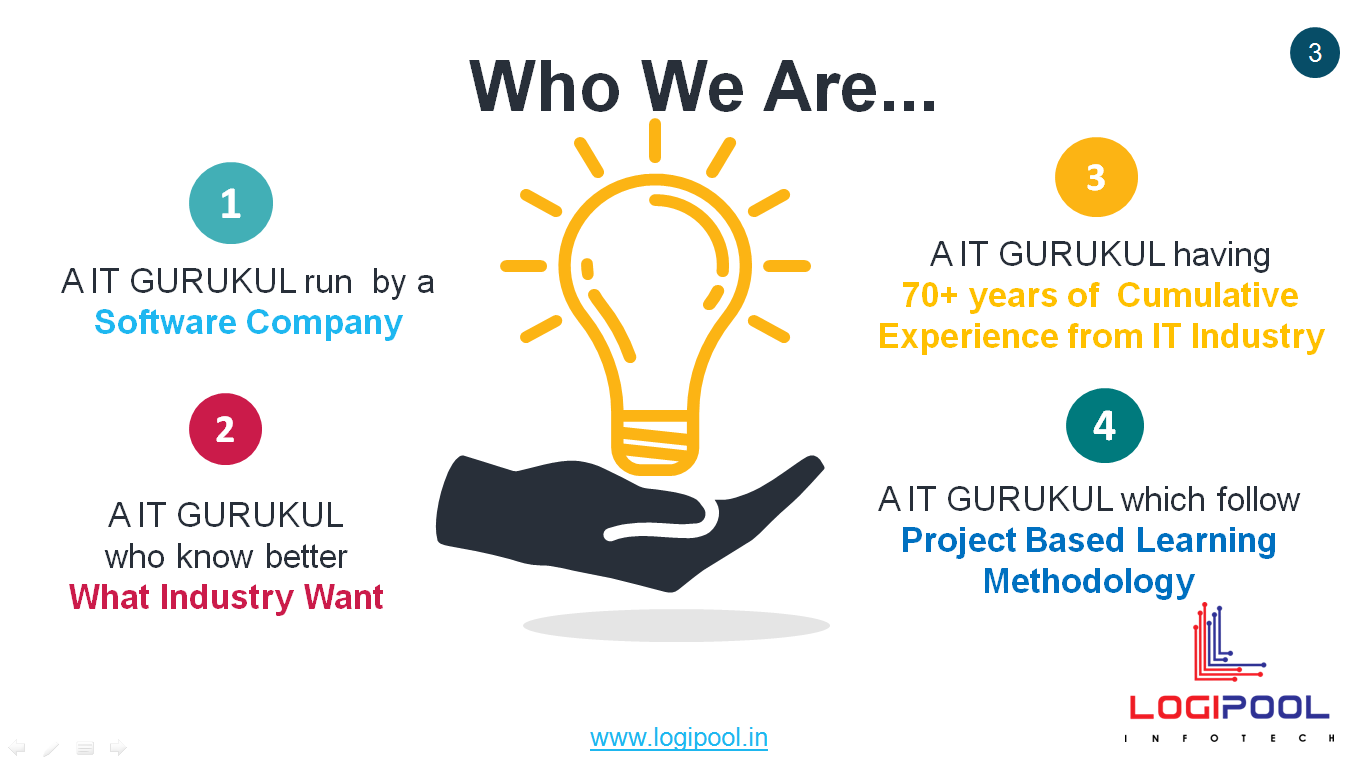 3
Who We Are...
1
A IT GURUKUL run by a
Software Company
2
A IT GURUKUL
who know better
What Industry Want
3
A IT GURUKUL having
70+ years of Cumulative
Experience from IT Industry
4
A IT GURUKUL which follow
Project Based Learning
Methodology
LOGIPOOL
INFOTECH
www.logipool.in